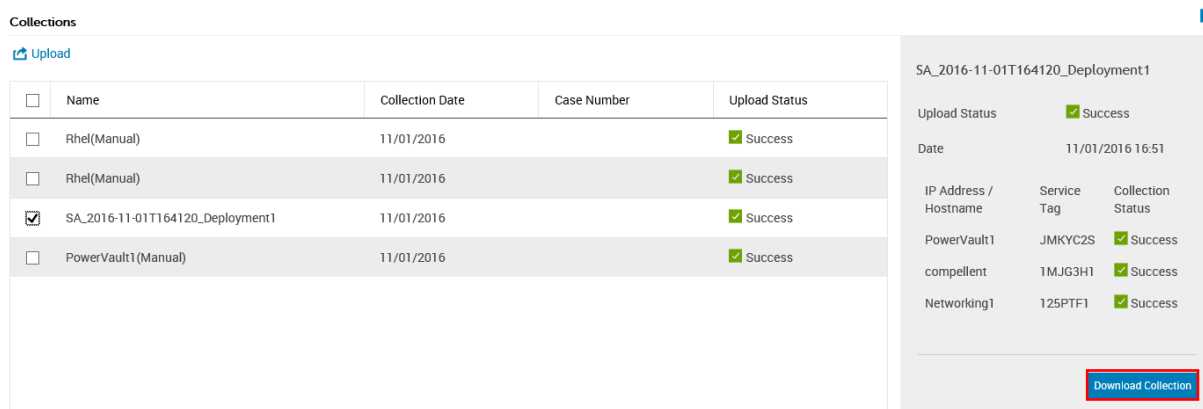 Collections
Upload
Name Collection Date Case Number Upload Status
Rhel(Manual) 11/01/2016 Success
Rhel(Manual) 11/01/2016 Success
SA_2016-11-01T164120_Deployment1 11/01/2016 Success
PowerVault1(Manual) 11/01/2016 Success
SA_2016-11-01T164120_Deployment1
Upload Status Success
Date 11/01/2016 16:51
IP Address / Service Collection
Hostname Tag Status
PowerVault1 JMKYC2S Success
compellent 1MJG3H1 Success
Networking1 125PTF1 Success
Download Collection